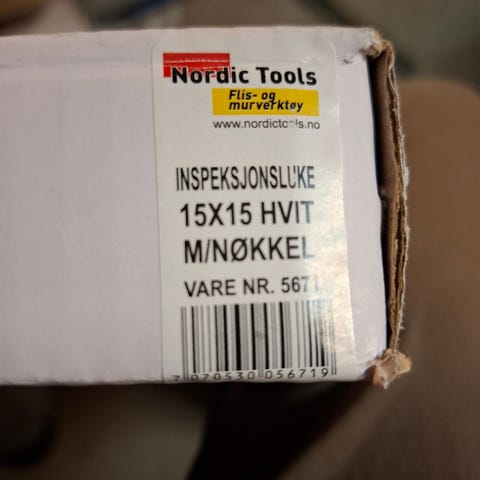 Nordic Tools
Flis- og
murverktøy
www.nordictools.no
INSPEKSJONSLUKE
15X15 HVIT
M/NØKKEL
VARE NR. 5671
7 070530 056719